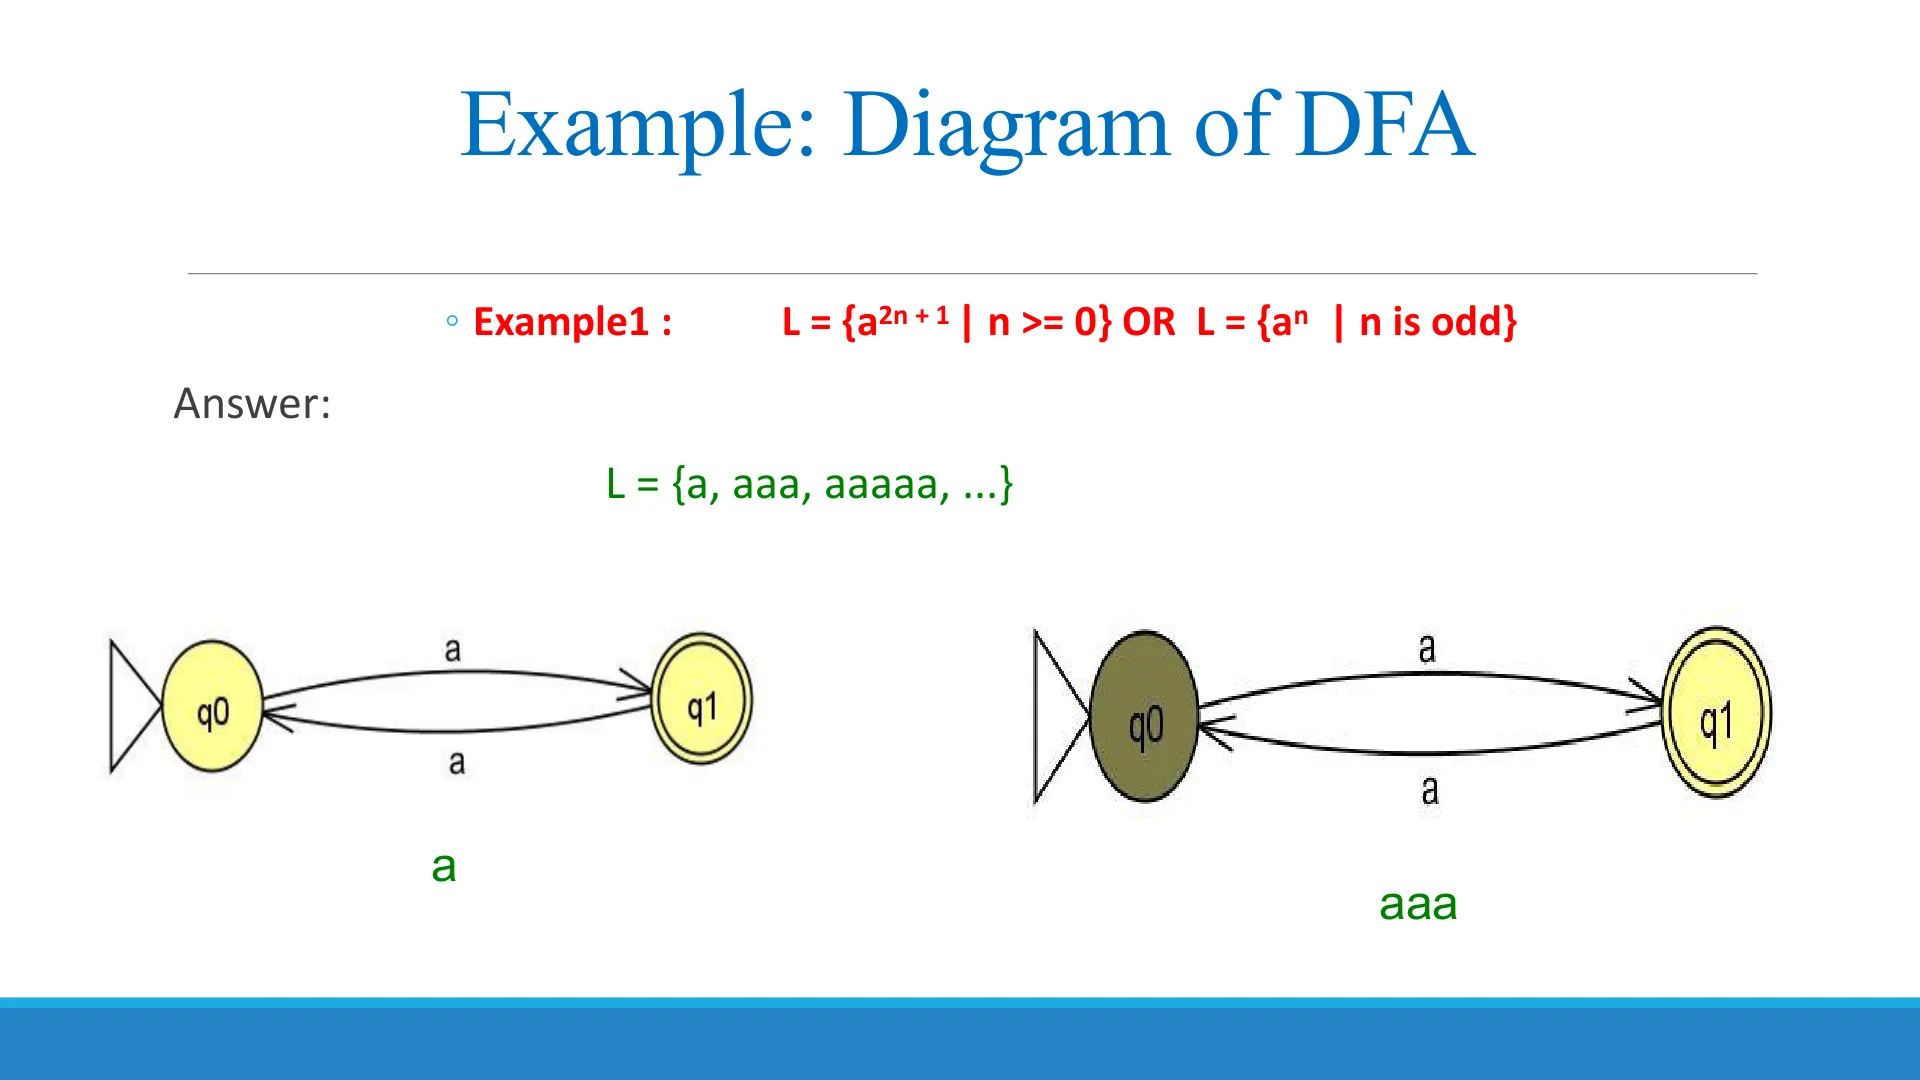 Example: Diagram of DFA
◦ Example1 : L = {a²ⁿ ⁺ ¹ | n >= 0} OR L = {aⁿ | n is odd}
Answer:
L = {a, aaa, aaaaa, ...}
a
q0
q1
a
a
a
q0
q1
a
aaa